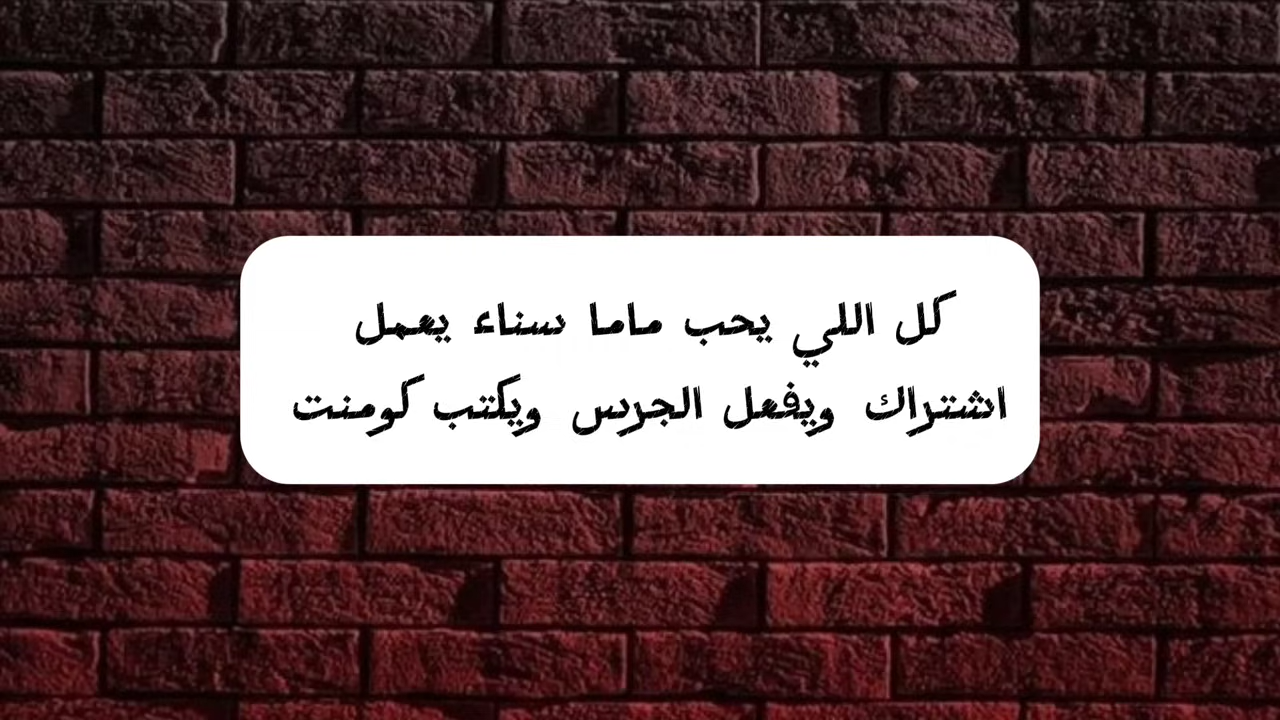 كل اللي يحب ماما سناء يعمل
اشتراك ويفعل الجرس ويكتب كومنت